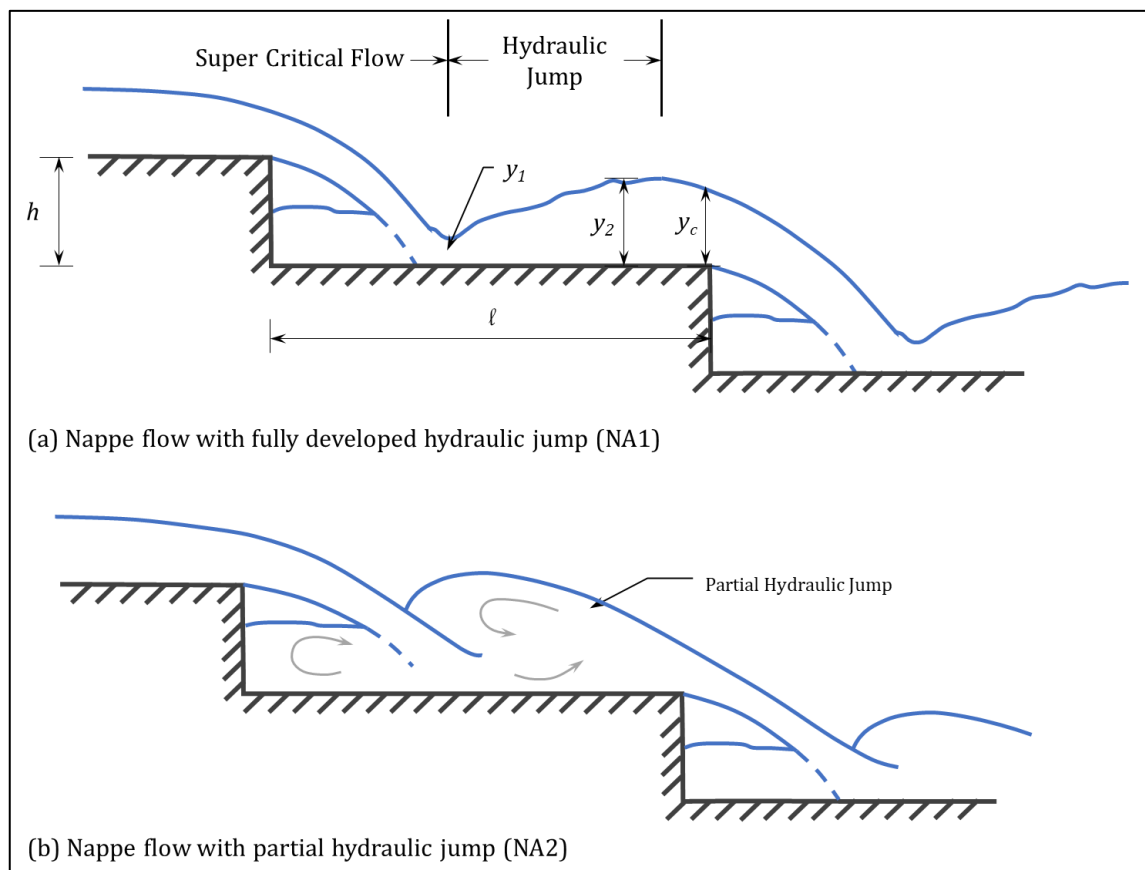 Super Critical Flow
Hydraulic
Jump
y1
h
y2
yc
ℓ
(a) Nappe flow with fully developed hydraulic jump (NA1)
Partial Hydraulic Jump
(b) Nappe flow with partial hydraulic jump (NA2)